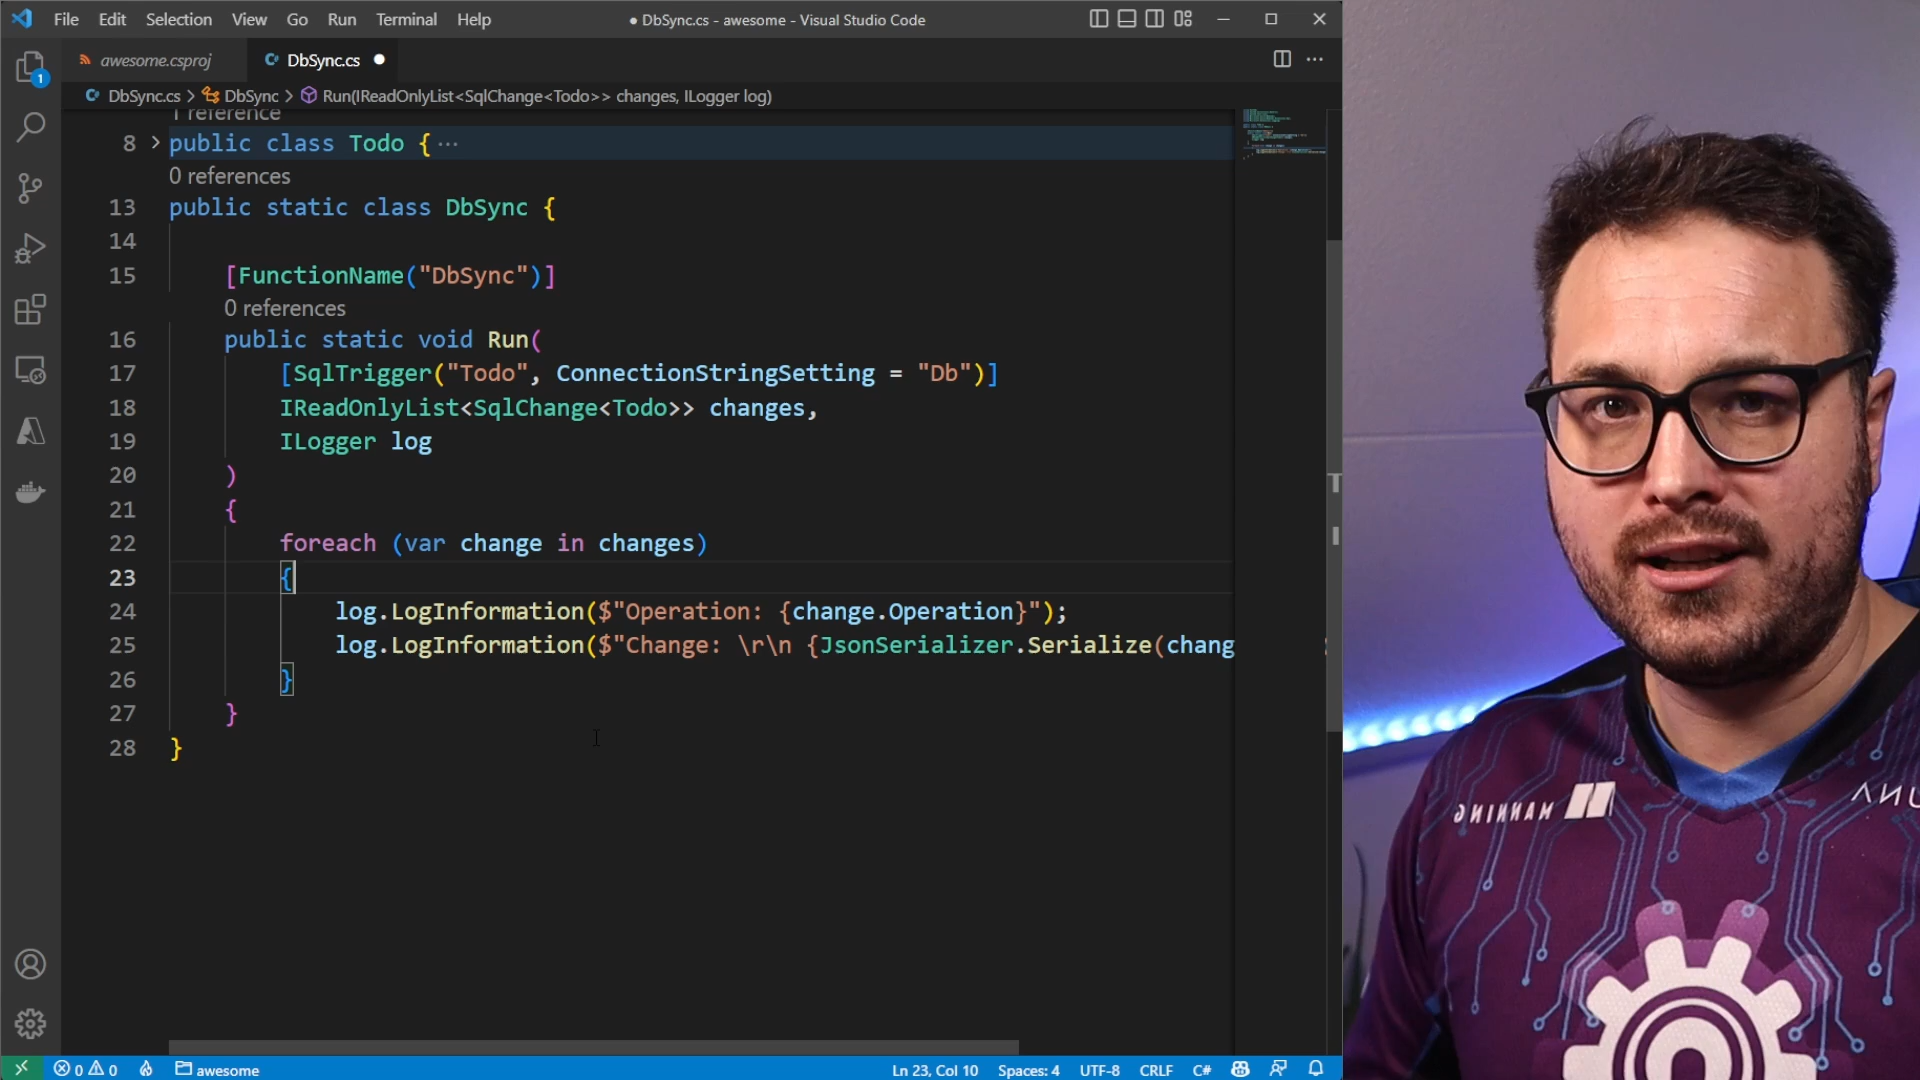 File Edit Selection View Go Run Terminal Help
● DbSync.cs - awesome - Visual Studio Code
awesome.csproj
DbSync.cs
DbSync.cs > DbSync > Run(IReadOnlyList<SqlChange<Todo>> changes, ILogger log)
1
1 reference
8 public class Todo { ...
0 references
13 public static class DbSync {
14
15 [FunctionName("DbSync")]
0 references
16 public static void Run(
17 [SqlTrigger("Todo", ConnectionStringSetting = "Db")]
18 IReadOnlyList<SqlChange<Todo>> changes,
19 ILogger log
20 )
21 {
22 foreach (var change in changes)
23 {
24 log.LogInformation($"Operation: {change.Operation}");
25 log.LogInformation($"Change: \r\n {JsonSerializer.Serialize(chang
26 }
27 }
28 }
MANNING
0 0
awesome
Ln 23, Col 10
Spaces: 4
UTF-8
CRLF
C#